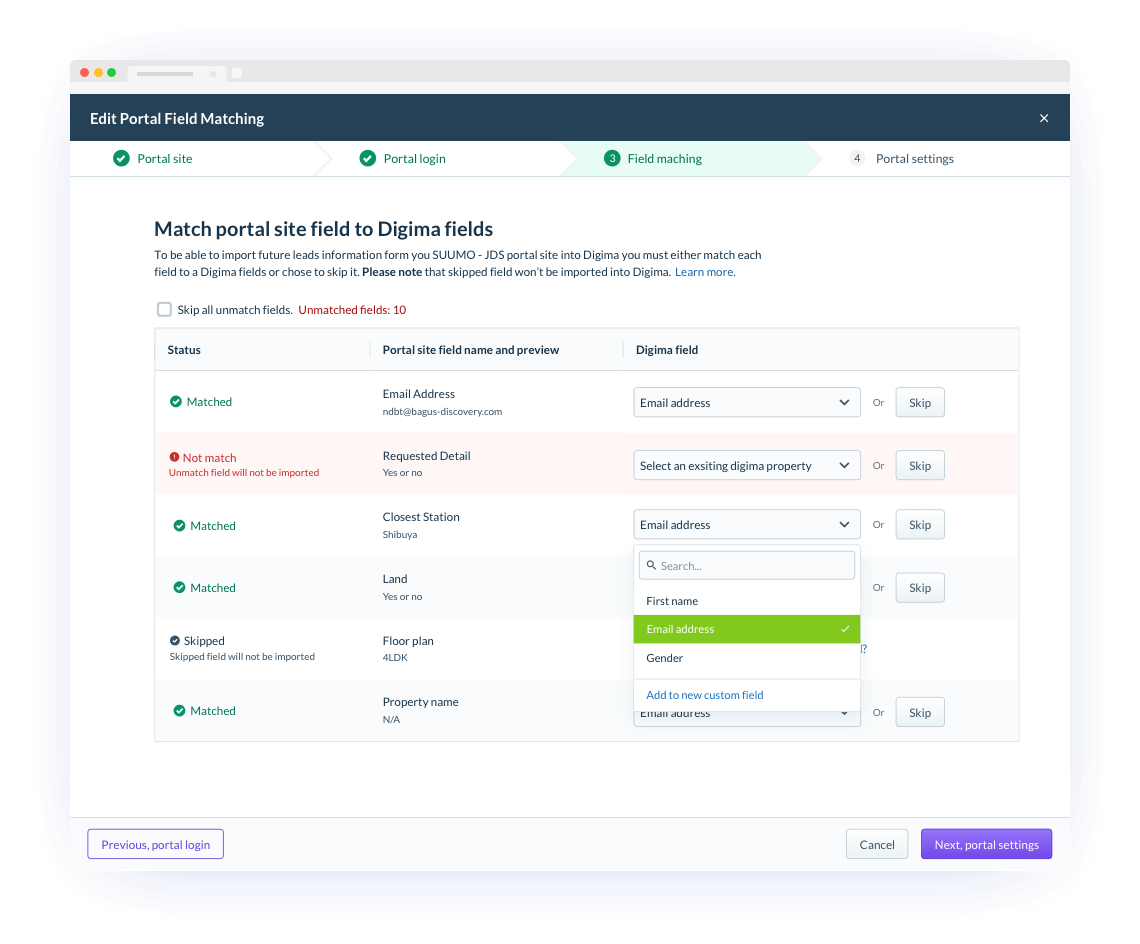 Edit Portal Field Matching
Portal site
Portal login
3 Field maching
4 Portal settings
Match portal site field to Digima fields
To be able to import future leads information form you SUUMO - JDS portal site into Digima you must either match each
field to a Digima fields or chose to skip it. Please note that skipped field won’t be imported into Digima. Learn more.
Skip all unmatch fields. Unmatched fields: 10
Status Portal site field name and preview Digima field
Matched
Email Address
ndbt@bagus-discovery.com
Email address
Or
Skip
Not match
Unmatch field will not be imported
Requested Detail
Yes or no
Select an exsiting digima property
Or
Skip
Matched
Closest Station
Shibuya
Email address
Or
Skip
Search...
First name
Email address
Gender
Add to new custom field
Matched
Land
Yes or no
Or
Skip
Skipped
Skipped field will not be imported
Floor plan
4LDK
?
Matched
Property name
N/A
Email address
Or
Skip
Previous, portal login
Cancel
Next, portal settings